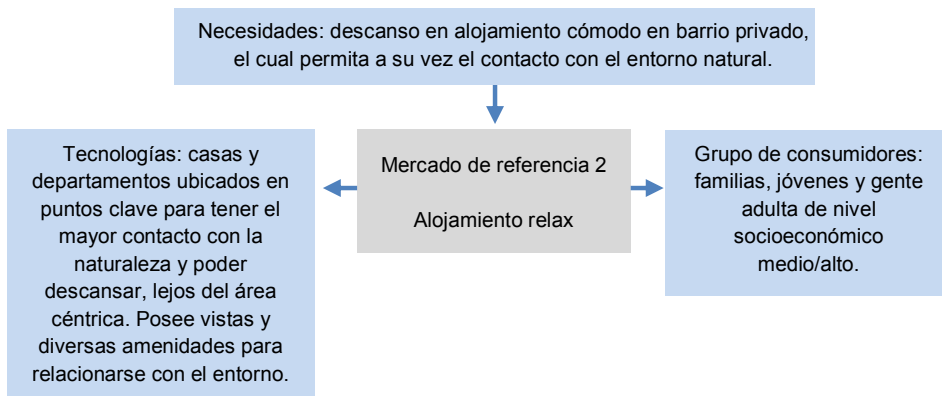 Necesidades: descanso en alojamiento cómodo en barrio privado,
el cual permita a su vez el contacto con el entorno natural.
Tecnologías: casas y
departamentos ubicados en
puntos clave para tener el
mayor contacto con la
naturaleza y poder
descansar, lejos del área
céntrica. Posee vistas y
diversas amenidades para
relacionarse con el entorno.
Mercado de referencia 2
Alojamiento relax
Grupo de consumidores:
familias, jóvenes y gente
adulta de nivel
socioeconómico
medio/alto.